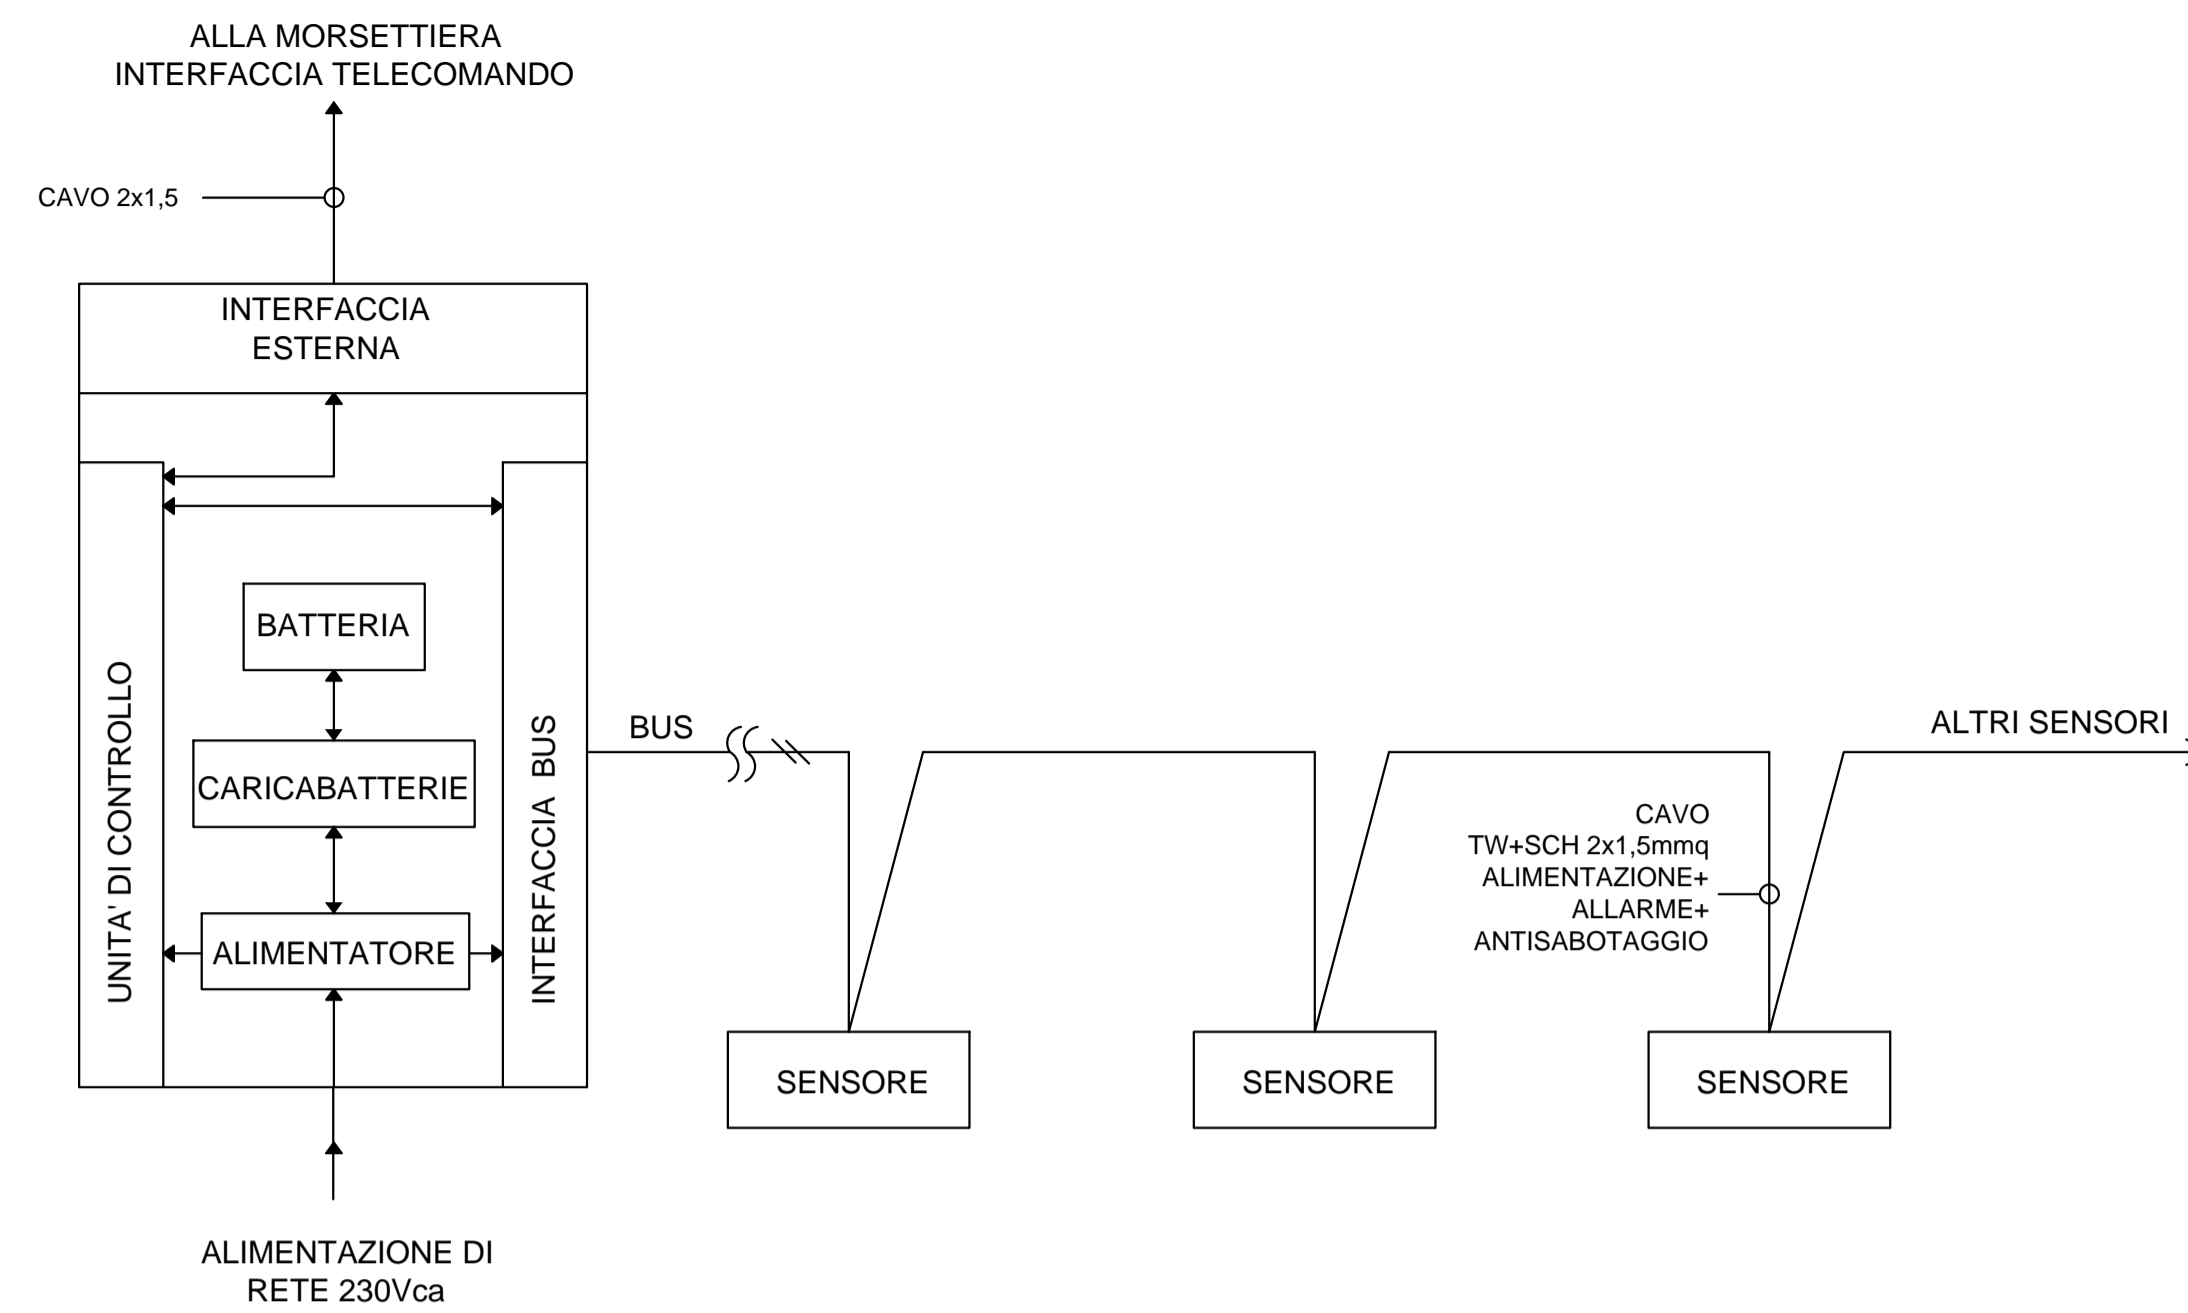 ALLA MORSETTIERA
INTERFACCIA TELECOMANDO
CAVO 2x1,5
INTERFACCIA
ESTERNA
BATTERIA
CARICABATTERIE
ALIMENTATORE
UNITA' DI CONTROLLO
INTERFACCIA BUS
BUS
ALTRI SENSORI
CAVO
TW+SCH 2x1,5mmq
ALIMENTAZIONE+
ALLARME+
ANTISABOTAGGIO
SENSORE
SENSORE
SENSORE
ALIMENTAZIONE DI
RETE 230Vca